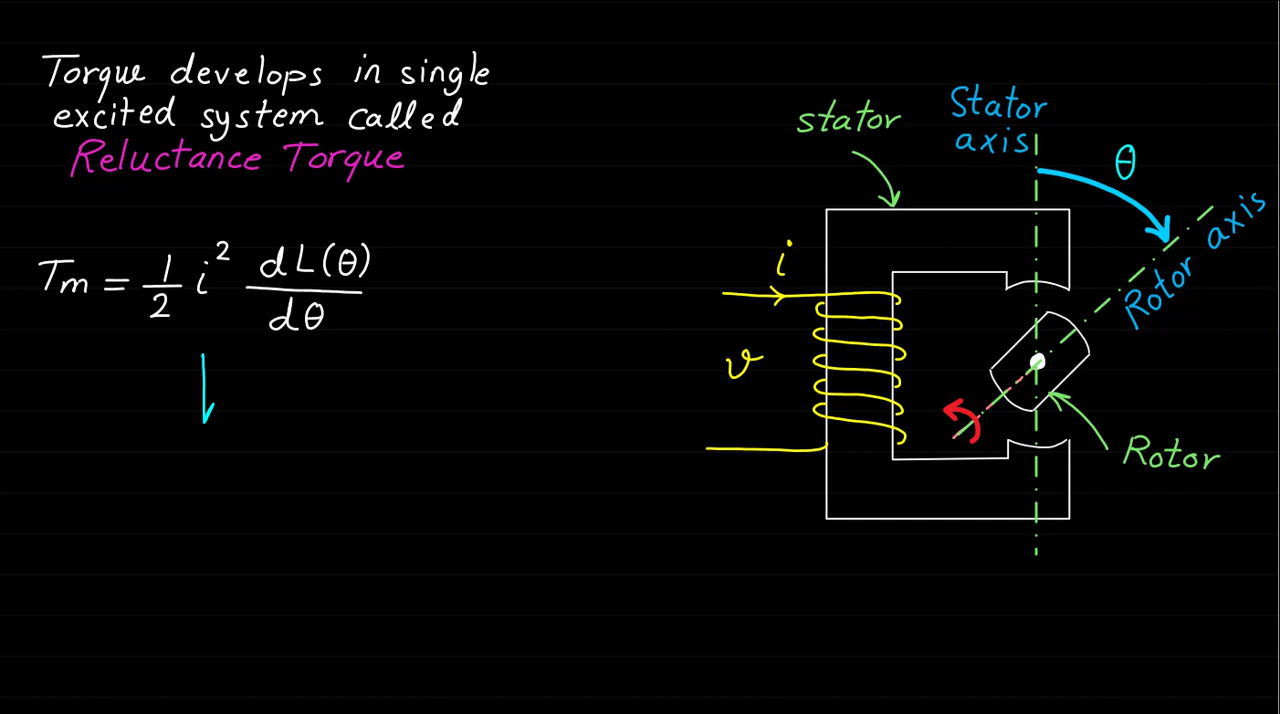 Torque develops in single
excited system called
Reluctance Torque
Tm = 1/2 i² dL(θ)/dθ
stator
Stator
axis
θ
Rotor axis
i
v
Rotor